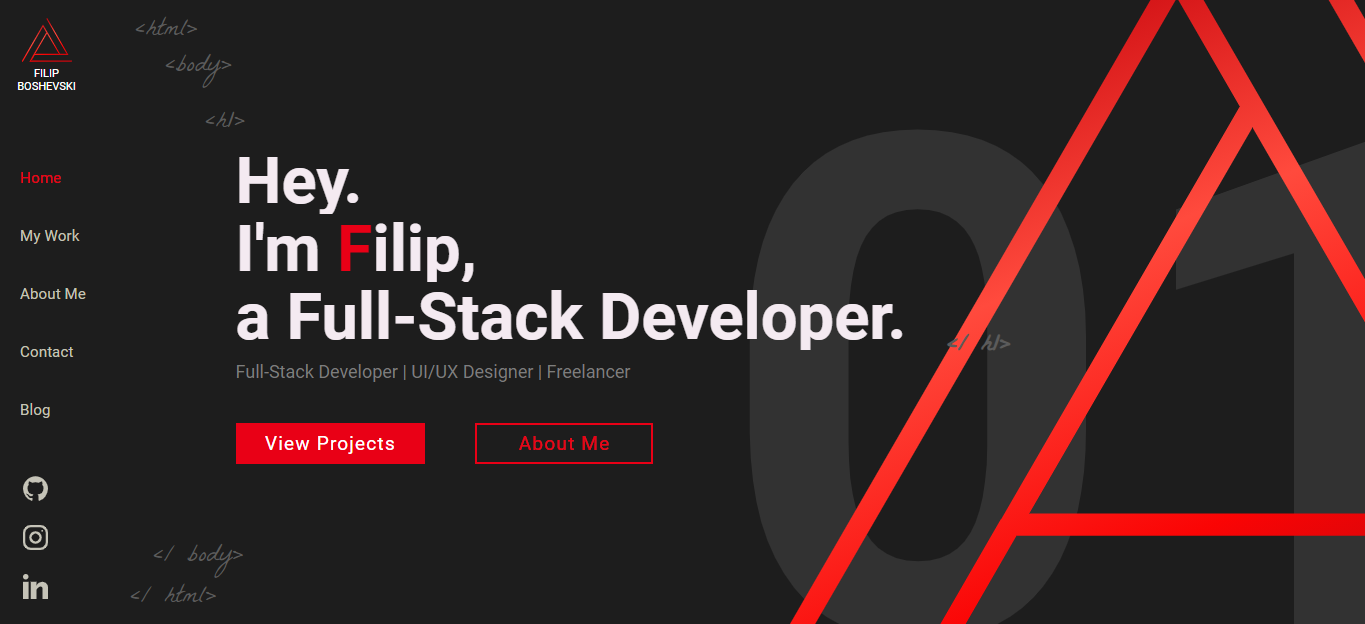 FILIP
BOSHEVSKI
Home
My Work
About Me
Contact
Blog
<html>
<body>
<h1>
Hey.
I'm Filip,
a Full-Stack Developer.
</ h1>
Full-Stack Developer | UI/UX Designer | Freelancer
View Projects
About Me
</ body>
</ html>
01
in